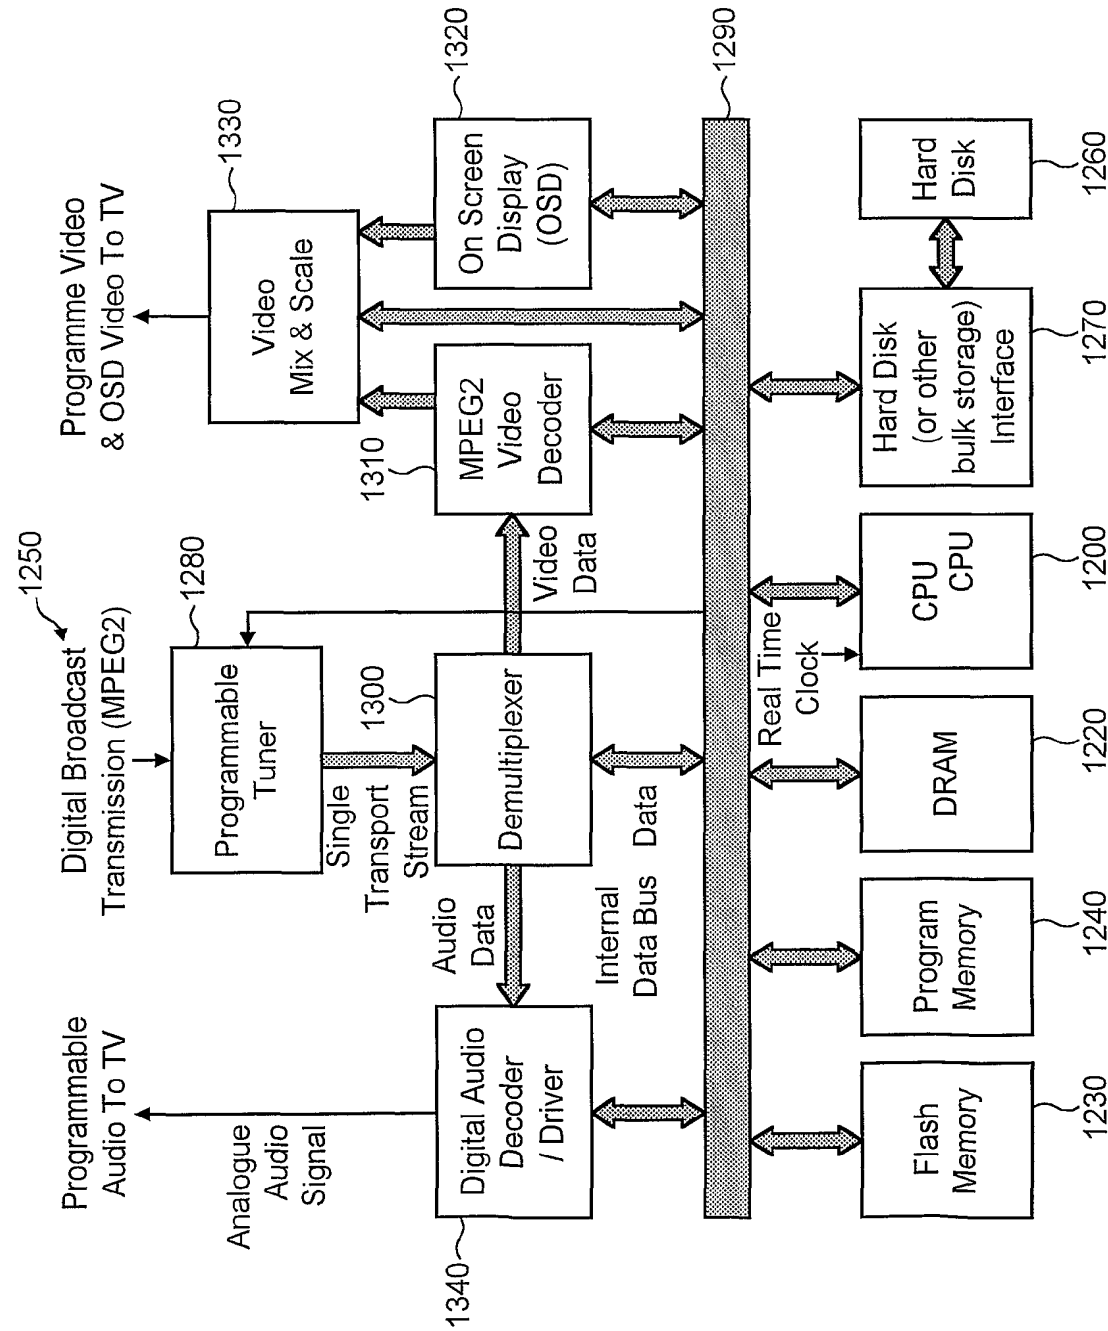 Programmable
Audio To TV
Digital Broadcast
Transmission (MPEG2)
1250
Programme Video
& OSD Video To TV
Analogue
Audio
Signal
Programmable
Tuner
1280
Video
Mix & Scale
1330
Single
Transport
Stream
Audio
Data
1300
1310
1340
Digital Audio
Decoder
/ Driver
Demultiplexer
Video
Data
MPEG2
Video
Decoder
On Screen
Display
(OSD)
1320
Internal
Data Bus
Data
1290
Real Time
Clock
Flash
Memory
1230
Program
Memory
1240
DRAM
1220
CPU
CPU
1200
Hard Disk
(or other
bulk storage)
Interface
1270
Hard
Disk
1260